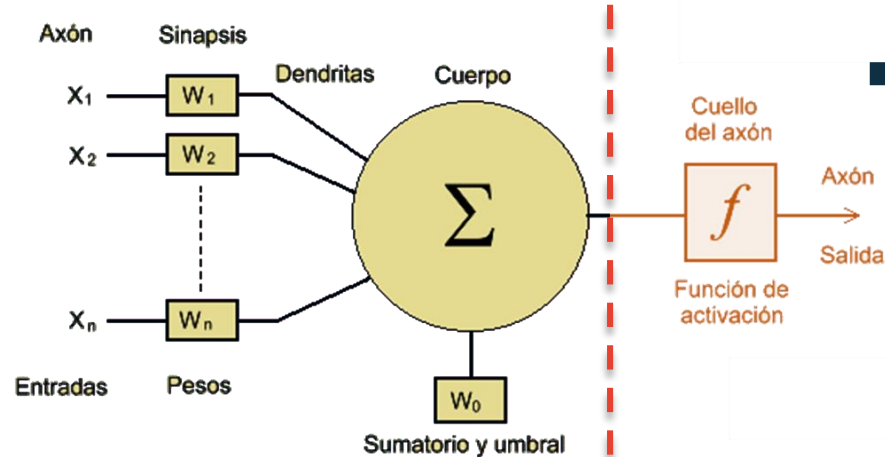 Axón
Sinapsis
Dendritas
Cuerpo
X1
W1
X2
W2
Xn
Wn
Σ
W0
Entradas
Pesos
Sumatorio y umbral
Cuello
del axón
f
Axón
Salida
Función de
activación